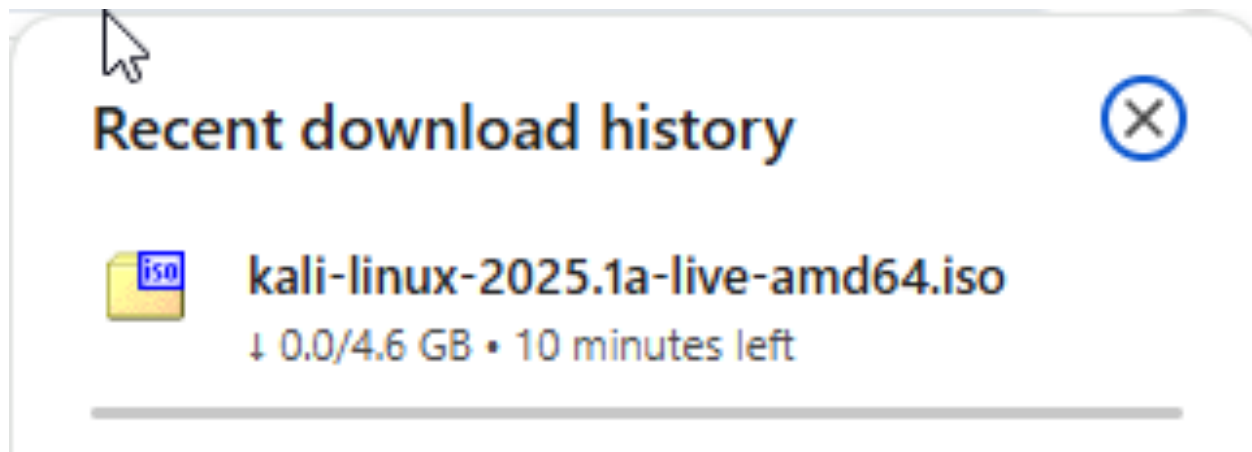 Recent download history
iso
kali-linux-2025.1a-live-amd64.iso
↓ 0.0/4.6 GB • 10 minutes left